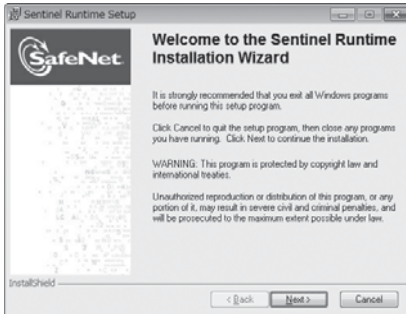 Sentinel Runtime Setup
SafeNet
Welcome to the Sentinel Runtime
Installation Wizard
It is strongly recommended that you exit all Windows programs
before running this setup program.
Click Cancel to quit the setup program, then close any programs
you have running. Click Next to continue the installation.
WARNING: This program is protected by copyright law and
international treaties.
Unauthorized reproduction or distribution of this program, or any
portion of it, may result in severe civil and criminal penalties, and
will be prosecuted to the maximum extent possible under law.
InstallShield
< Back
Next >
Cancel